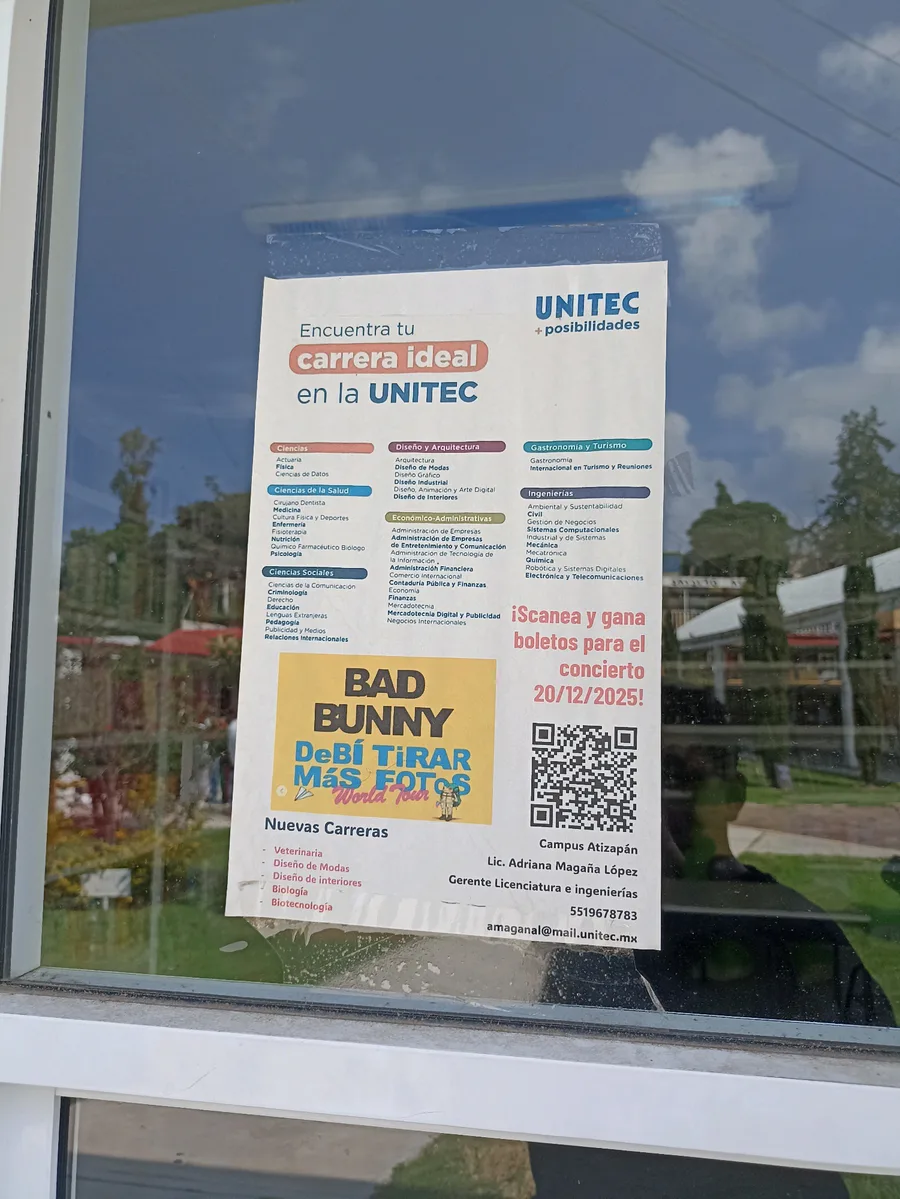 UNITEC
+posibilidades
Encuentra tu
carrera ideal
en la UNITEC
Ciencias
Actuaría
Física
Ciencias de Datos
Ciencias de la Salud
Cirujano Dentista
Medicina
Cultura Física y Deportes
Enfermería
Fisioterapia
Nutrición
Químico Farmacéutico Biólogo
Psicología
Ciencias Sociales
Ciencias de la Comunicación
Criminología
Derecho
Educación
Lenguas Extranjeras
Pedagogía
Publicidad y Medios
Relaciones Internacionales
Diseño y Arquitectura
Arquitectura
Diseño de Modas
Diseño Gráfico
Diseño Industrial
Diseño, Animación y Arte Digital
Diseño de Interiores
Económico-Administrativas
Administración de Empresas
Administración de Empresas
de Entretenimiento y Comunicación
Administración de Tecnología de
la Información
Administración Financiera
Comercio Internacional
Contaduría Pública y Finanzas
Economía
Finanzas
Mercadotecnia
Mercadotecnia Digital y Publicidad
Negocios Internacionales
Gastronomía y Turismo
Gastronomía
Internacional en Turismo y Reuniones
Ingenierías
Ambiental y Sustentabilidad
Civil
Gestión de Negocios
Sistemas Computacionales
Industrial y de Sistemas
Mecánica
Mecatrónica
Química
Robótica y Sistemas Digitales
Electrónica y Telecomunicaciones
¡Scanea y gana
boletos para el
concierto
20/12/2025!
BAD
BUNNY
DeBÍ TiRAR
MáS FOToS
World Tour
Nuevas Carreras
- Veterinaria
- Diseño de Modas
- Diseño de interiores
- Biología
- Biotecnología
Campus Atizapán
Lic. Adriana Magaña López
Gerente Licenciatura e ingenierías
5519678783
amaganal@mail.unitec.mx